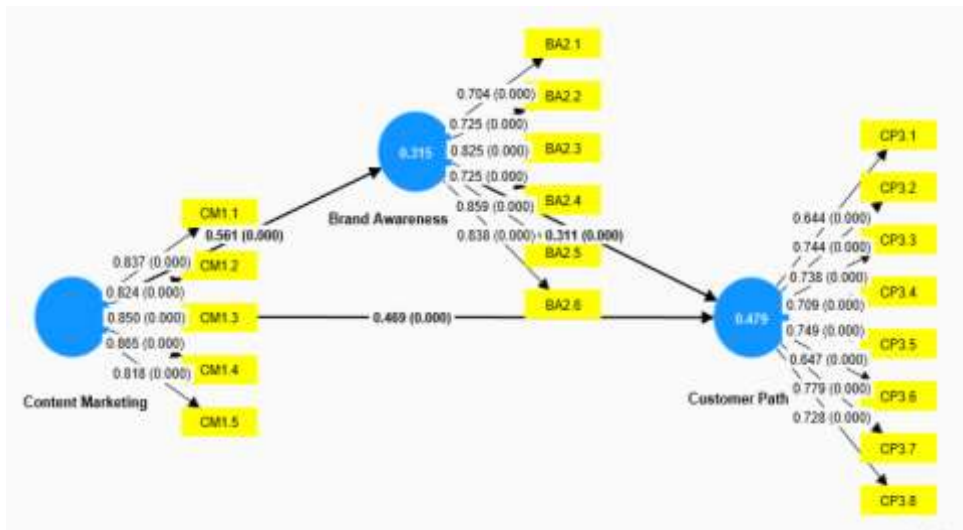 BA2.1
0.704 (0.000)
BA2.2
0.725 (0.000)
0.825 (0.000)
BA2.3
0.725 (0.000)
0.315
BA2.4
0.859 (0.000)
0.838 (0.000)
0.311 (0.000)
BA2.5
BA2.6
Brand Awareness
CM1.1
0.561 (0.000)
0.837 (0.000)
CM1.2
0.824 (0.000)
0.850 (0.000)
CM1.3
0.865 (0.000)
CM1.4
0.818 (0.000)
CM1.5
Content Marketing
0.469 (0.000)
CP3.1
CP3.2
0.644 (0.000)
CP3.3
0.744 (0.000)
0.738 (0.000)
CP3.4
0.709 (0.000)
0.479
0.749 (0.000)
CP3.5
0.647 (0.000)
CP3.6
0.779 (0.000)
0.728 (0.000)
CP3.7
CP3.8
Customer Path